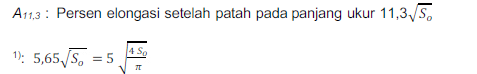 A11,3 : Persen elongasi setelah patah pada panjang ukur 11,3√So
1): 5,65√So = 5 √(4 So / π)